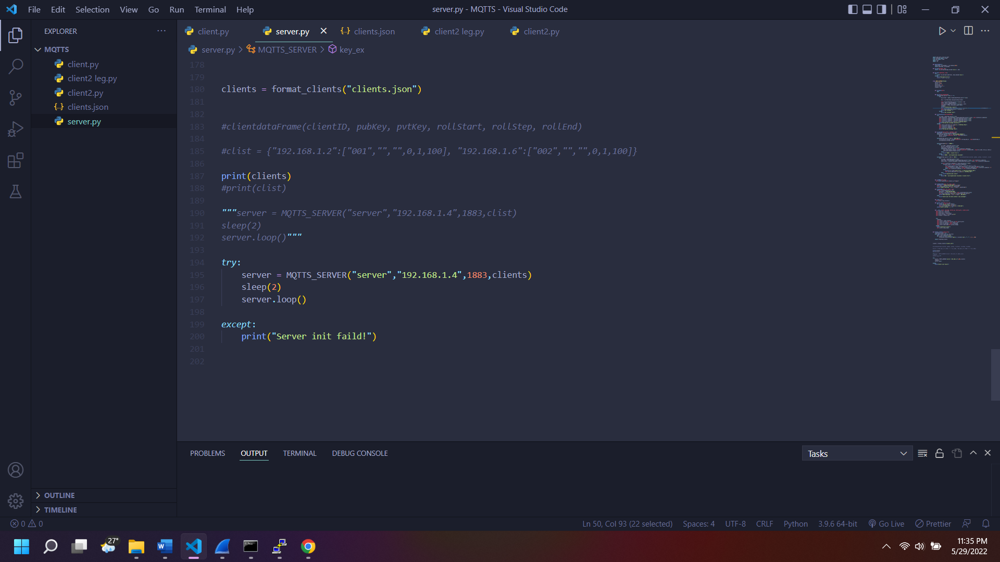 File Edit Selection View Go Run Terminal Help
server.py - MQTTS - Visual Studio Code
EXPLORER
MQTTS
client.py
client2 leg.py
client2.py
clients.json
server.py
client.py server.py clients.json client2 leg.py client2.py
server.py > MQTTS_SERVER > key_ex
178
179
180 clients = format_clients("clients.json")
181
182
183 #clientdataFrame(clientID, pubKey, pvtKey, rollStart, rollStep, rollEnd)
184
185 #clist = {"192.168.1.2":["001","","",0,1,100], "192.168.1.6":["002","","",0,1,100]}
186
187 print(clients)
188 #print(clist)
189
190 """server = MQTTS_SERVER("server","192.168.1.4",1883,clist)
191 sleep(2)
192 server.loop()"""
193
194 try:
195 server = MQTTS_SERVER("server","192.168.1.4",1883,clients)
196 sleep(2)
197 server.loop()
198
199 except:
200 print("Server init faild!")
201
202
PROBLEMS OUTPUT TERMINAL DEBUG CONSOLE
Tasks
OUTLINE
TIMELINE
0 0
Ln 50, Col 93 (22 selected) Spaces: 4 UTF-8 CRLF Python 3.9.6 64-bit Go Live Prettier
27°
11:35 PM
5/29/2022